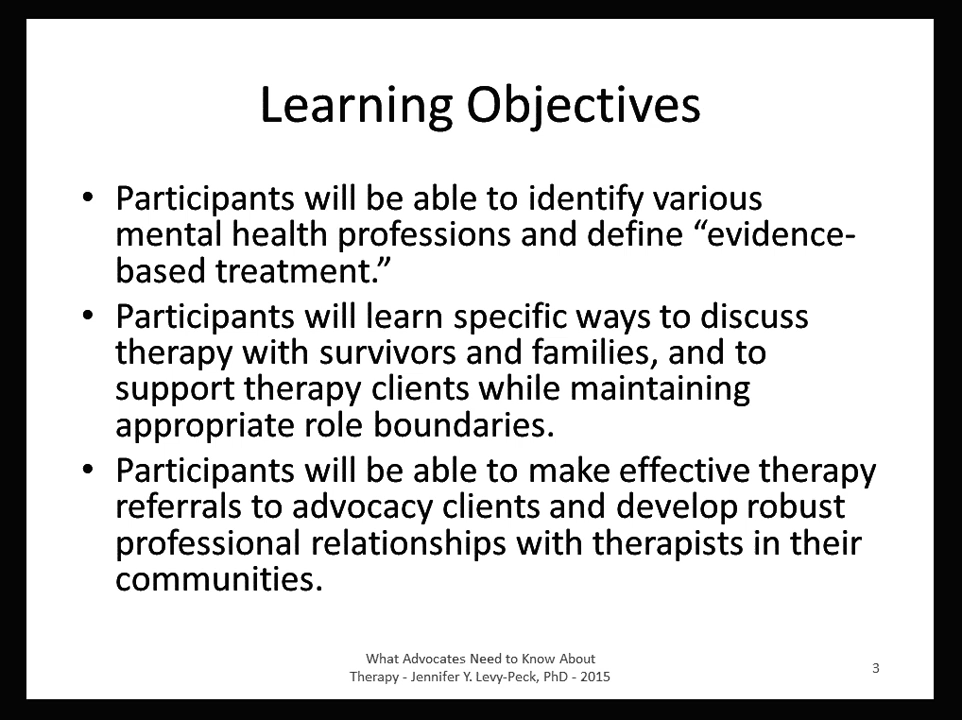 Learning Objectives
• Participants will be able to identify various
mental health professions and define “evidence-
based treatment.”
• Participants will learn specific ways to discuss
therapy with survivors and families, and to
support therapy clients while maintaining
appropriate role boundaries.
• Participants will be able to make effective therapy
referrals to advocacy clients and develop robust
professional relationships with therapists in their
communities.
What Advocates Need to Know About
Therapy - Jennifer Y. Levy-Peck, PhD - 2015
3